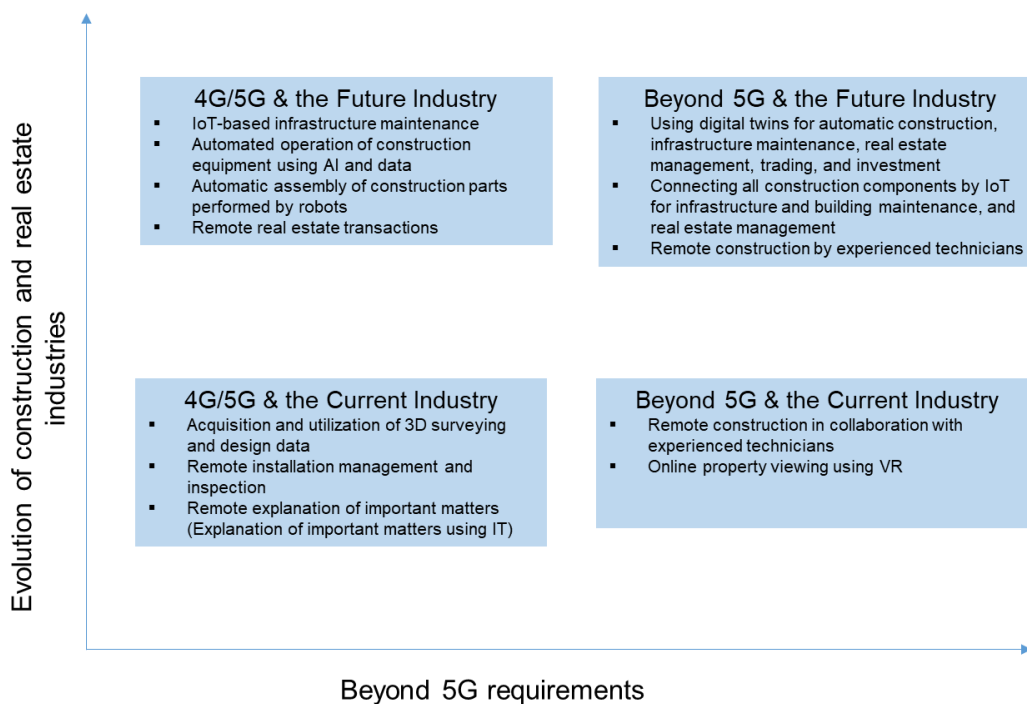 Evolution of construction and real estate
industries
4G/5G & the Future Industry
▪ IoT-based infrastructure maintenance
▪ Automated operation of construction
equipment using AI and data
▪ Automatic assembly of construction parts
performed by robots
▪ Remote real estate transactions
Beyond 5G & the Future Industry
▪ Using digital twins for automatic construction,
infrastructure maintenance, real estate
management, trading, and investment
▪ Connecting all construction components by IoT
for infrastructure and building maintenance, and
real estate management
▪ Remote construction by experienced technicians
4G/5G & the Current Industry
▪ Acquisition and utilization of 3D surveying
and design data
▪ Remote installation management and
inspection
▪ Remote explanation of important matters
(Explanation of important matters using IT)
Beyond 5G & the Current Industry
▪ Remote construction in collaboration with
experienced technicians
▪ Online property viewing using VR
Beyond 5G requirements